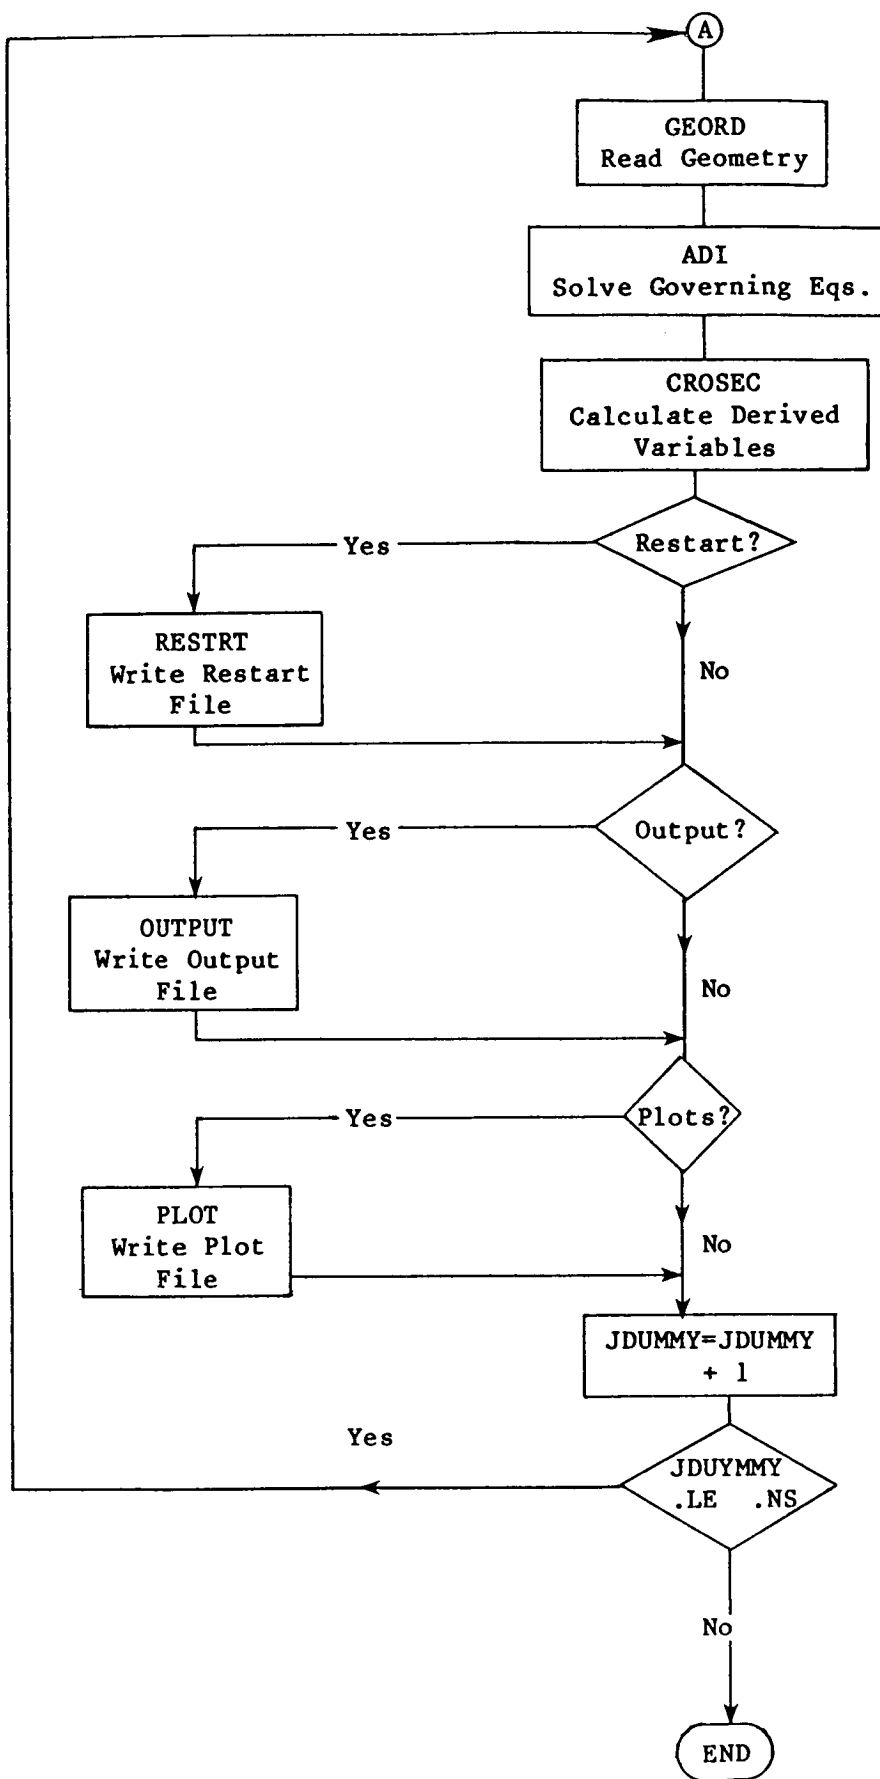 A
GEORD
Read Geometry
ADI
Solve Governing Eqs.
CROSEC
Calculate Derived
Variables
Restart?
Yes
RESTRT
Write Restart
File
No
Output?
Yes
OUTPUT
Write Output
File
No
Plots?
Yes
PLOT
Write Plot
File
No
JDUMMY=JDUMMY
+ 1
Yes
JDUYMMY
.LE .NS
No
END